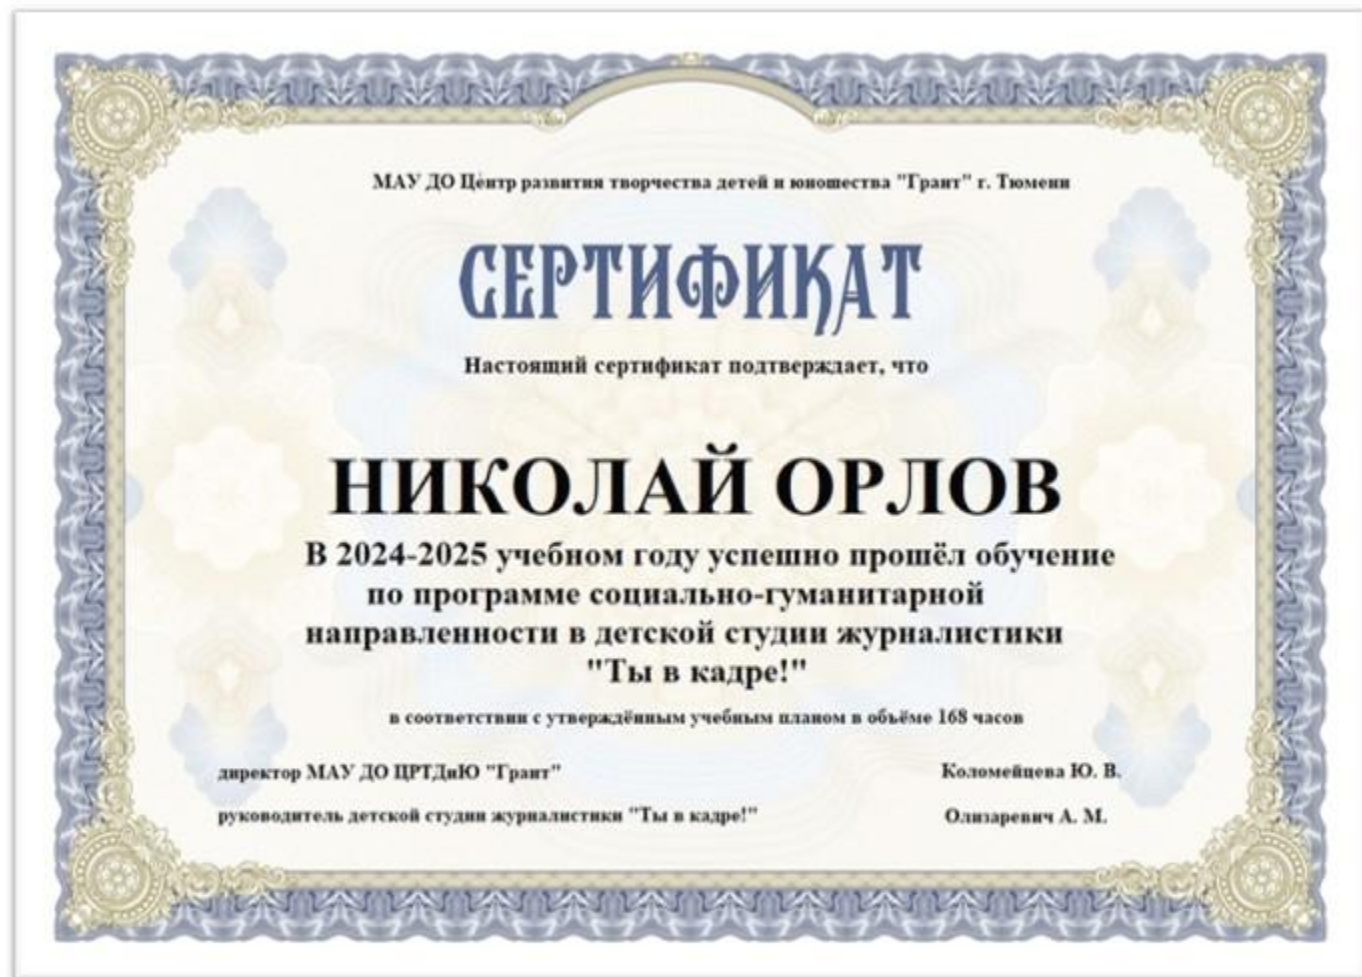 МАУ ДО Центр развития творчества детей и юношества "Грант" г. Тюмени
СЕРТИФИКАТ
Настоящий сертификат подтверждает, что
НИКОЛАЙ ОРЛОВ
В 2024-2025 учебном году успешно прошёл обучение
по программе социально-гуманитарной
направленности в детской студии журналистики
"Ты в кадре!"
в соответствии с утверждённым учебным планом в объёме 168 часов
директор МАУ ДО ЦРТДиЮ "Грант" Коломейцева Ю. В.
руководитель детской студии журналистики "Ты в кадре!" Олизаревич А. М.